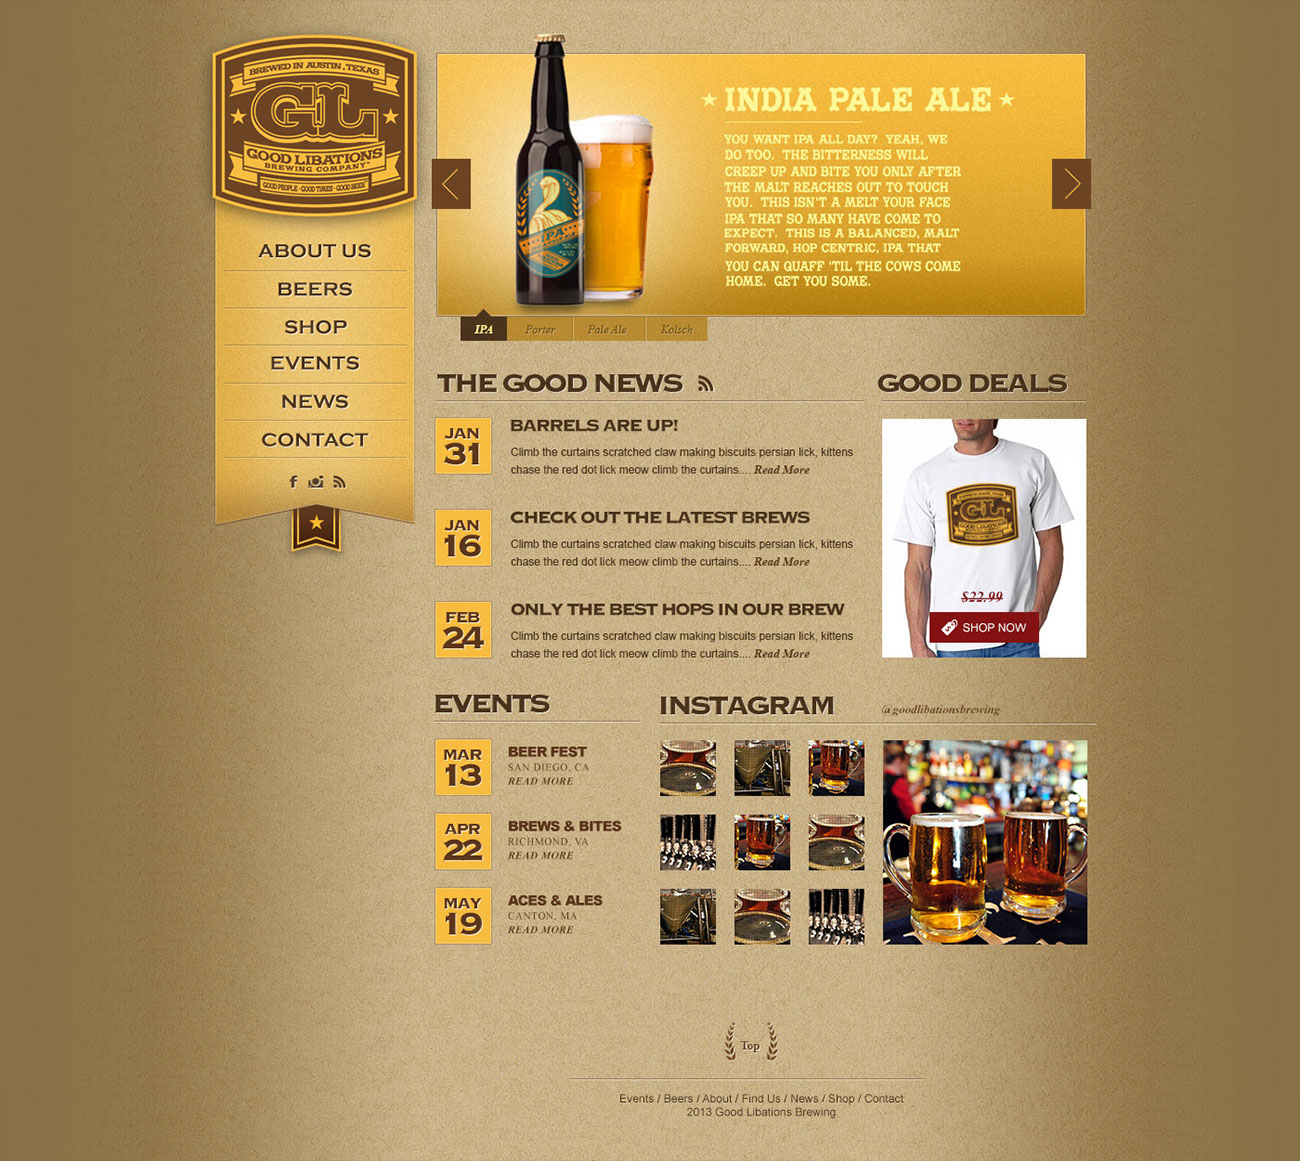 BREWED IN AUSTIN, TEXAS
GL
GOOD LIBATIONS
BREWING COMPANY
GOOD PEOPLE · GOOD TIMES · GOOD BEER
ABOUT US
BEERS
SHOP
EVENTS
NEWS
CONTACT
IPA
INDIA PALE ALE
YOU WANT IPA ALL DAY? YEAH, WE
DO TOO. THE BITTERNESS WILL
CREEP UP AND BITE YOU ONLY AFTER
THE MALT REACHES OUT TO TOUCH
YOU. THIS ISN'T A MELT YOUR FACE
IPA THAT SO MANY HAVE COME TO
EXPECT. THIS IS A BALANCED, MALT
FORWARD, HOP CENTRIC, IPA THAT
YOU CAN QUAFF 'TIL THE COWS COME
HOME. GET YOU SOME.
IPA Porter Pale Ale Kolsch
THE GOOD NEWS
JAN
31
BARRELS ARE UP!
Climb the curtains scratched claw making biscuits persian lick, kittens
chase the red dot lick meow climb the curtains.... Read More
JAN
16
CHECK OUT THE LATEST BREWS
Climb the curtains scratched claw making biscuits persian lick, kittens
chase the red dot lick meow climb the curtains.... Read More
FEB
24
ONLY THE BEST HOPS IN OUR BREW
Climb the curtains scratched claw making biscuits persian lick, kittens
chase the red dot lick meow climb the curtains.... Read More
GOOD DEALS
GL
GOOD LIBATIONS
$22.99
SHOP NOW
EVENTS
MAR
13
BEER FEST
SAN DIEGO, CA
READ MORE
APR
22
BREWS & BITES
RICHMOND, VA
READ MORE
MAY
19
ACES & ALES
CANTON, MA
READ MORE
INSTAGRAM
@goodlibationsbrewing
Top
Events / Beers / About / Find Us / News / Shop / Contact
2013 Good Libations Brewing